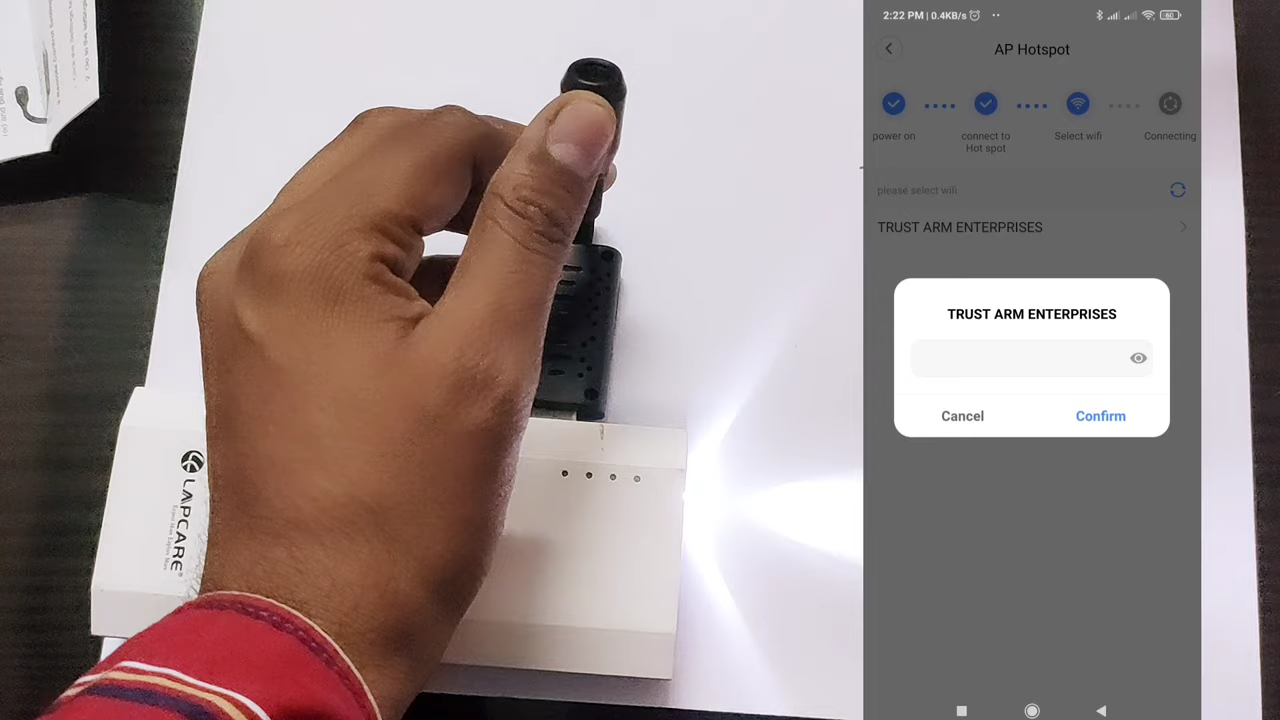 LAPCARE®
2:22 PM | 0.4KB/s
60
AP Hotspot
power on
connect to
Hot spot
Select wifi
Connecting
please select wifi
TRUST ARM ENTERPRISES
TRUST ARM ENTERPRISES
Cancel
Confirm